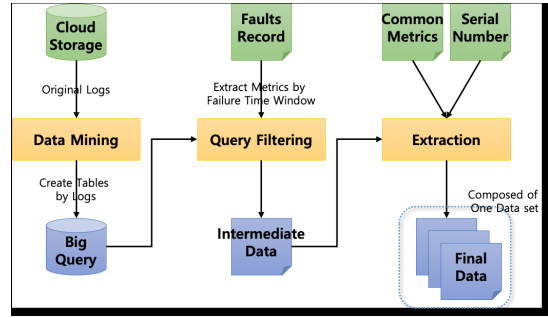 Cloud
Storage
Faults
Record
Common
Metrics
Serial
Number
Original Logs
Extract Metrics by
Failure Time Window
Data Mining
Query Filtering
Extraction
Create Tables
by Logs
Composed of
One Data set
Big
Query
Intermediate
Data
Final
Data